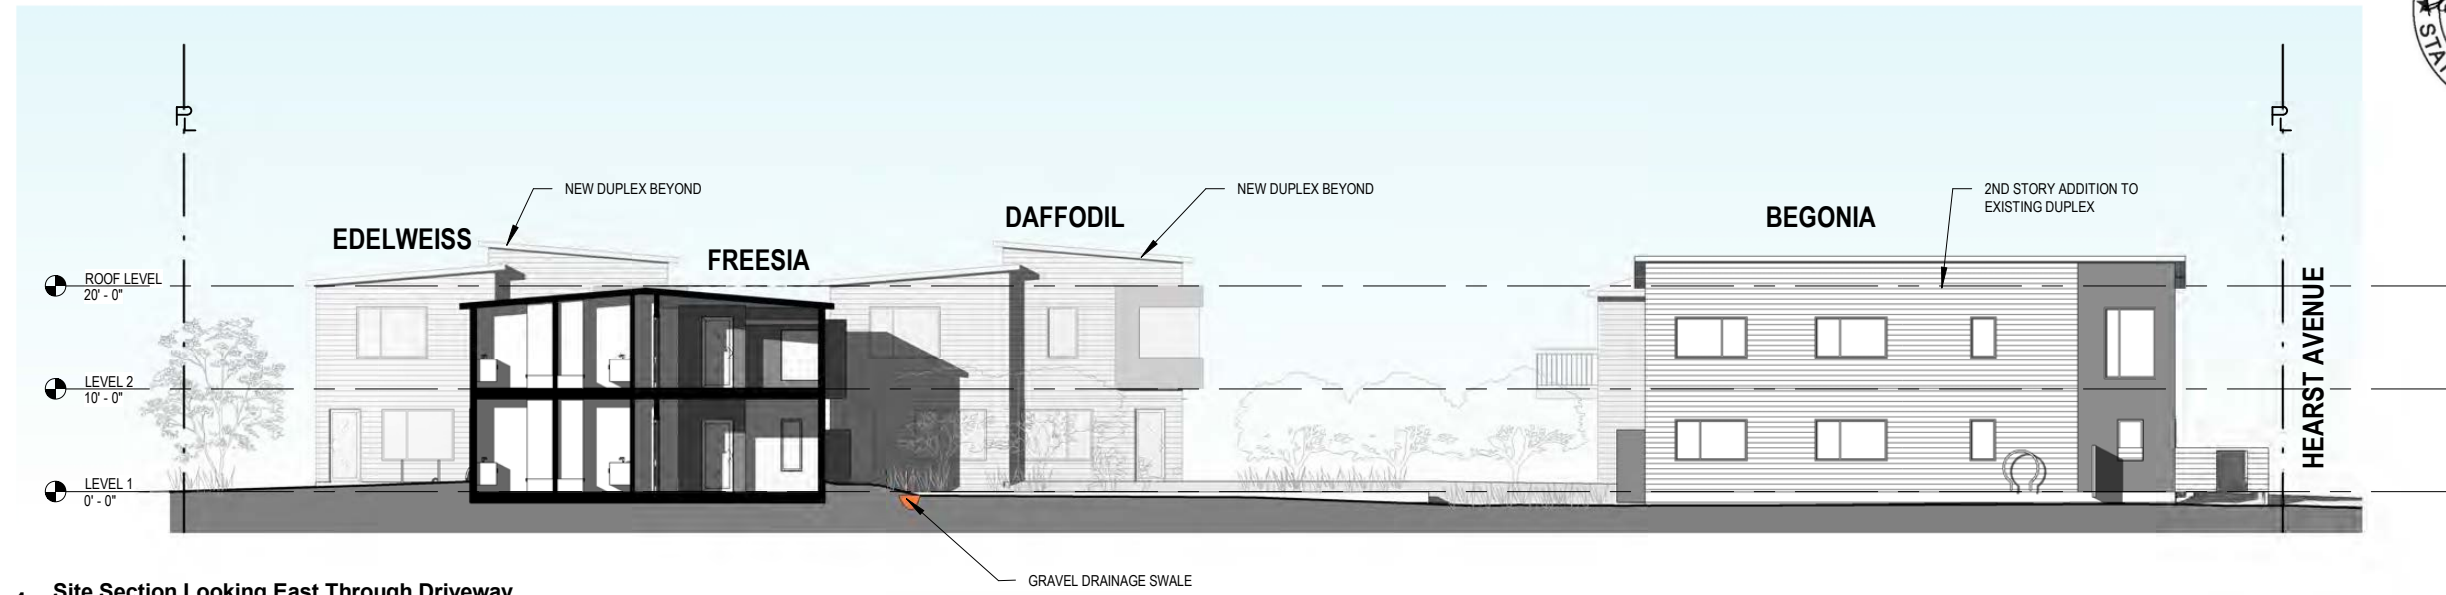 STAT
PL
PL
NEW DUPLEX BEYOND
NEW DUPLEX BEYOND
2ND STORY ADDITION TO
EXISTING DUPLEX
EDELWEISS
FREESIA
DAFFODIL
BEGONIA
ROOF LEVEL
20' - 0"
LEVEL 2
10' - 0"
LEVEL 1
0' - 0"
HEARST AVENUE
GRAVEL DRAINAGE SWALE
Site Section Looking East Through Driveway